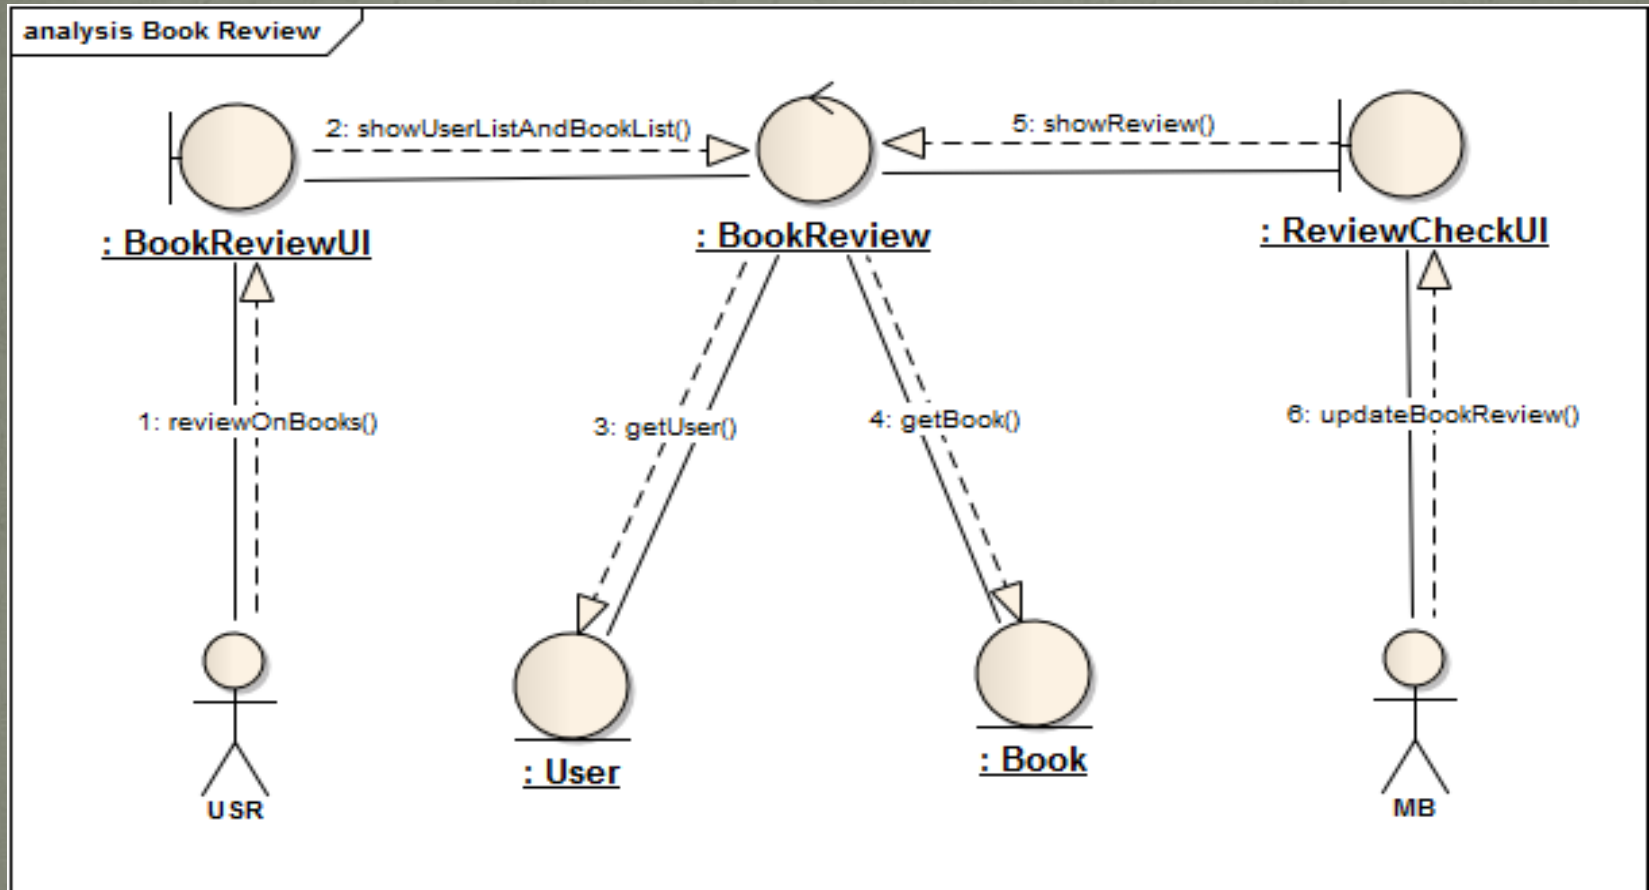 analysis Book Review
2: showUserListAndBookList()
5: showReview()
: BookReviewUI
: BookReview
: ReviewCheckUI
1: reviewOnBooks()
3: getUser()
4: getBook()
6: updateBookReview()
: User
: Book
USR
MB